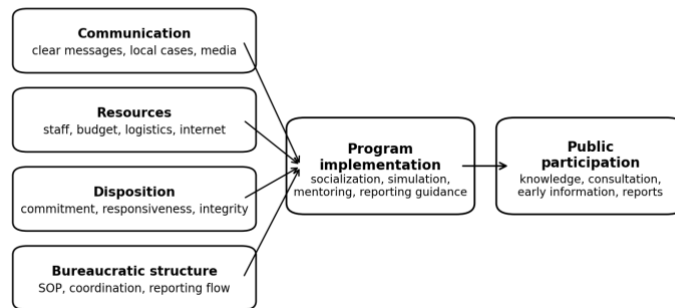 Communication
clear messages, local cases, media
Resources
staff, budget, logistics, internet
Disposition
commitment, responsiveness, integrity
Bureaucratic structure
SOP, coordination, reporting flow
Program
implementation
socialization, simulation,
mentoring, reporting guidance
Public
participation
knowledge, consultation,
early information, reports